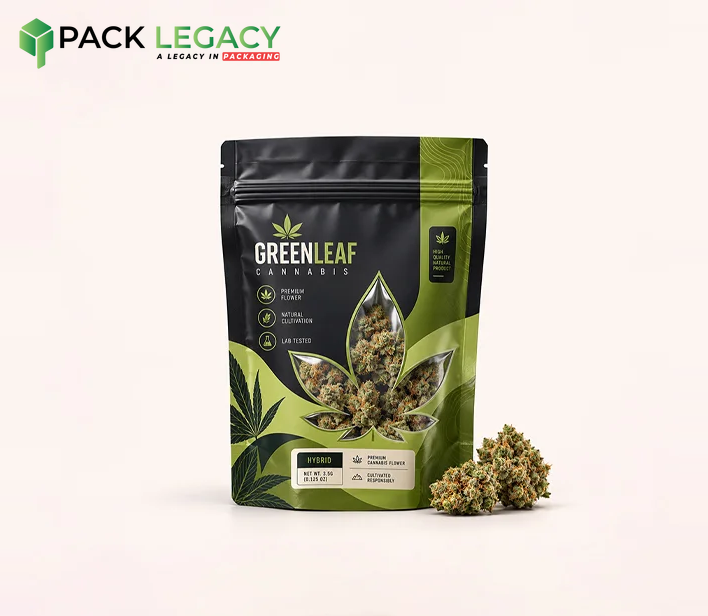 PACK LEGACY
A LEGACY IN PACKAGING
GREENLEAF
CANNABIS
PREMIUM
FLOWER
NATURAL
CULTIVATION
LAB TESTED
HIGH
QUALITY
NATURAL
PRODUCT
HYBRID
NET WT. 3.5G
(0.125 OZ)
PREMIUM
CANNABIS FLOWER
CULTIVATED
RESPONSIBLY